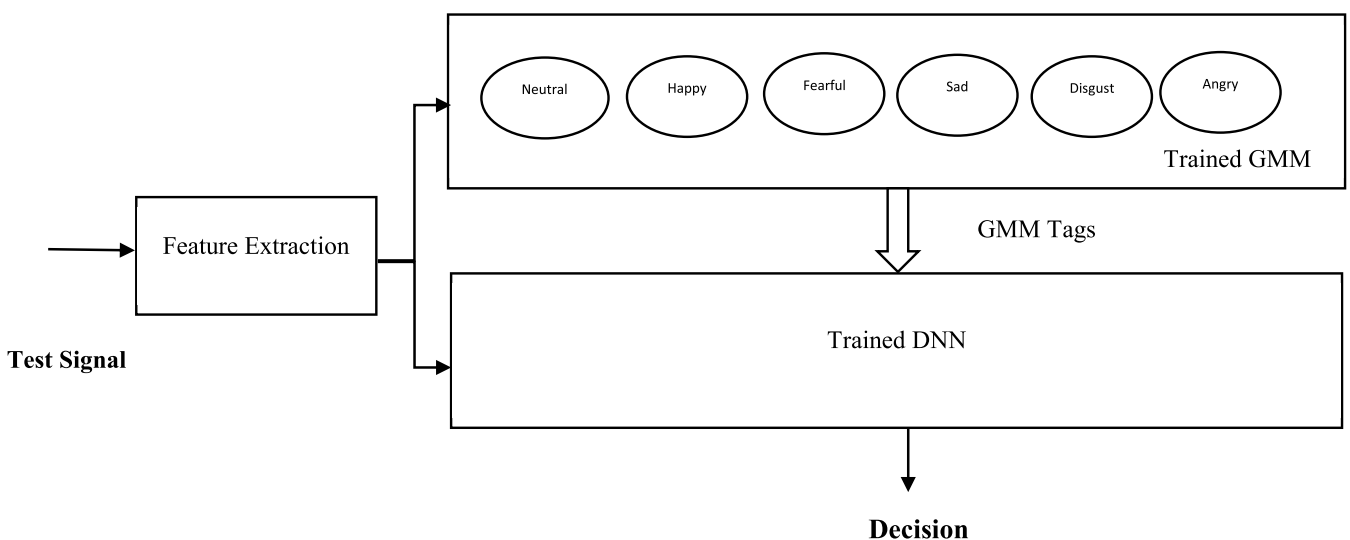 Neutral
Happy
Fearful
Sad
Disgust
Angry
Trained GMM
GMM Tags
Feature Extraction
Test Signal
Trained DNN
Decision